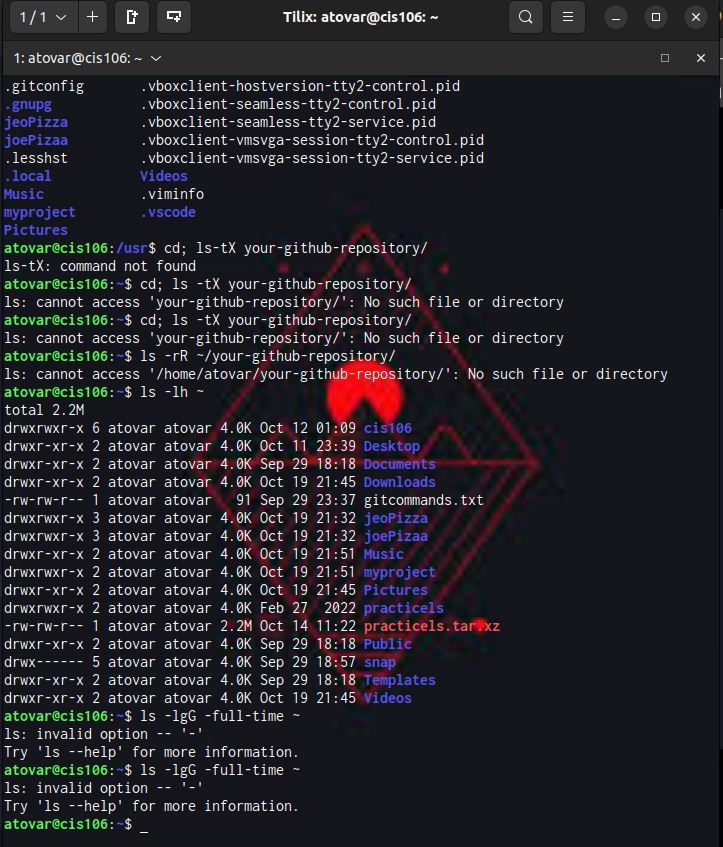 1 / 1
Tilix: atovar@cis106: ~
1: atovar@cis106: ~
.gitconfig .vboxclient-hostversion-tty2-control.pid
.gnupg .vboxclient-seamless-tty2-control.pid
jeoPizza .vboxclient-seamless-tty2-service.pid
joePizaa .vboxclient-vmsvga-session-tty2-control.pid
.lesshst .vboxclient-vmsvga-session-tty2-service.pid
.local Videos
Music .viminfo
myproject .vscode
Pictures
atovar@cis106:/usr$ cd; ls-tX your-github-repository/
ls-tX: command not found
atovar@cis106:~$ cd; ls -tX your-github-repository/
ls: cannot access 'your-github-repository/': No such file or directory
atovar@cis106:~$ cd; ls -tX your-github-repository/
ls: cannot access 'your-github-repository/': No such file or directory
atovar@cis106:~$ ls -rR ~/your-github-repository/
ls: cannot access '/home/atovar/your-github-repository/': No such file or directory
atovar@cis106:~$ ls -lh ~
total 2.2M
drwxrwxr-x 6 atovar atovar 4.0K Oct 12 01:09 cis106
drwxr-xr-x 2 atovar atovar 4.0K Oct 11 23:39 Desktop
drwxr-xr-x 2 atovar atovar 4.0K Sep 29 18:18 Documents
drwxr-xr-x 2 atovar atovar 4.0K Oct 19 21:45 Downloads
-rw-rw-r-- 1 atovar atovar   91 Sep 29 23:37 gitcommands.txt
drwxrwxr-x 3 atovar atovar 4.0K Oct 19 21:32 jeoPizza
drwxrwxr-x 3 atovar atovar 4.0K Oct 19 21:32 joePizaa
drwxr-xr-x 2 atovar atovar 4.0K Oct 19 21:51 Music
drwxrwxr-x 2 atovar atovar 4.0K Oct 19 21:51 myproject
drwxr-xr-x 2 atovar atovar 4.0K Oct 19 21:45 Pictures
drwxrwxr-x 2 atovar atovar 4.0K Feb 27  2022 practicels
-rw-rw-r-- 1 atovar atovar 2.2M Oct 14 11:22 practicels.tar.xz
drwxr-xr-x 2 atovar atovar 4.0K Sep 29 18:18 Public
drwx------ 5 atovar atovar 4.0K Sep 29 18:57 snap
drwxr-xr-x 2 atovar atovar 4.0K Sep 29 18:18 Templates
drwxr-xr-x 2 atovar atovar 4.0K Oct 19 21:45 Videos
atovar@cis106:~$ ls -lgG -full-time ~
ls: invalid option -- '-'
Try 'ls --help' for more information.
atovar@cis106:~$ ls -lgG -full-time ~
ls: invalid option -- '-'
Try 'ls --help' for more information.
atovar@cis106:~$ _